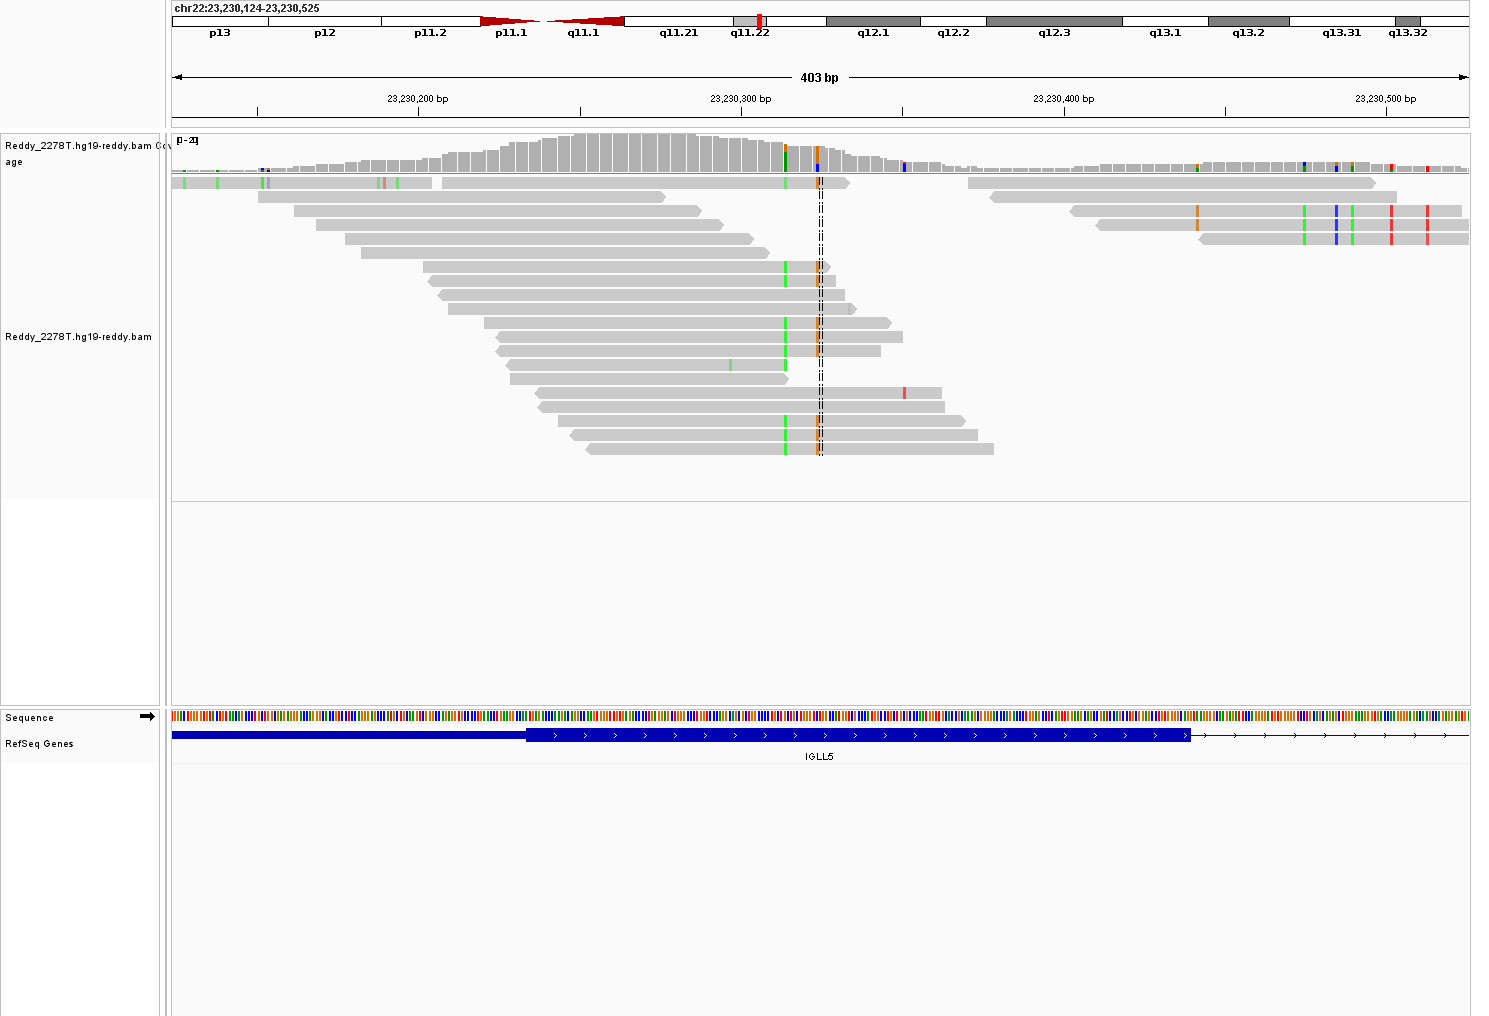 chr22:23,230,124-23,230,525
p13 p12 p11.2 p11.1 q11.1 q11.21 q11.22 q12.1 q12.2 q12.3 q13.1 q13.2 q13.31 q13.32
403 bp
23,230,200 bp 23,230,300 bp 23,230,400 bp 23,230,500 bp
Reddy_2278T.hg19-reddy.bam Cov
age
Reddy_2278T.hg19-reddy.bam
Sequence
RefSeq Genes
IGLL5